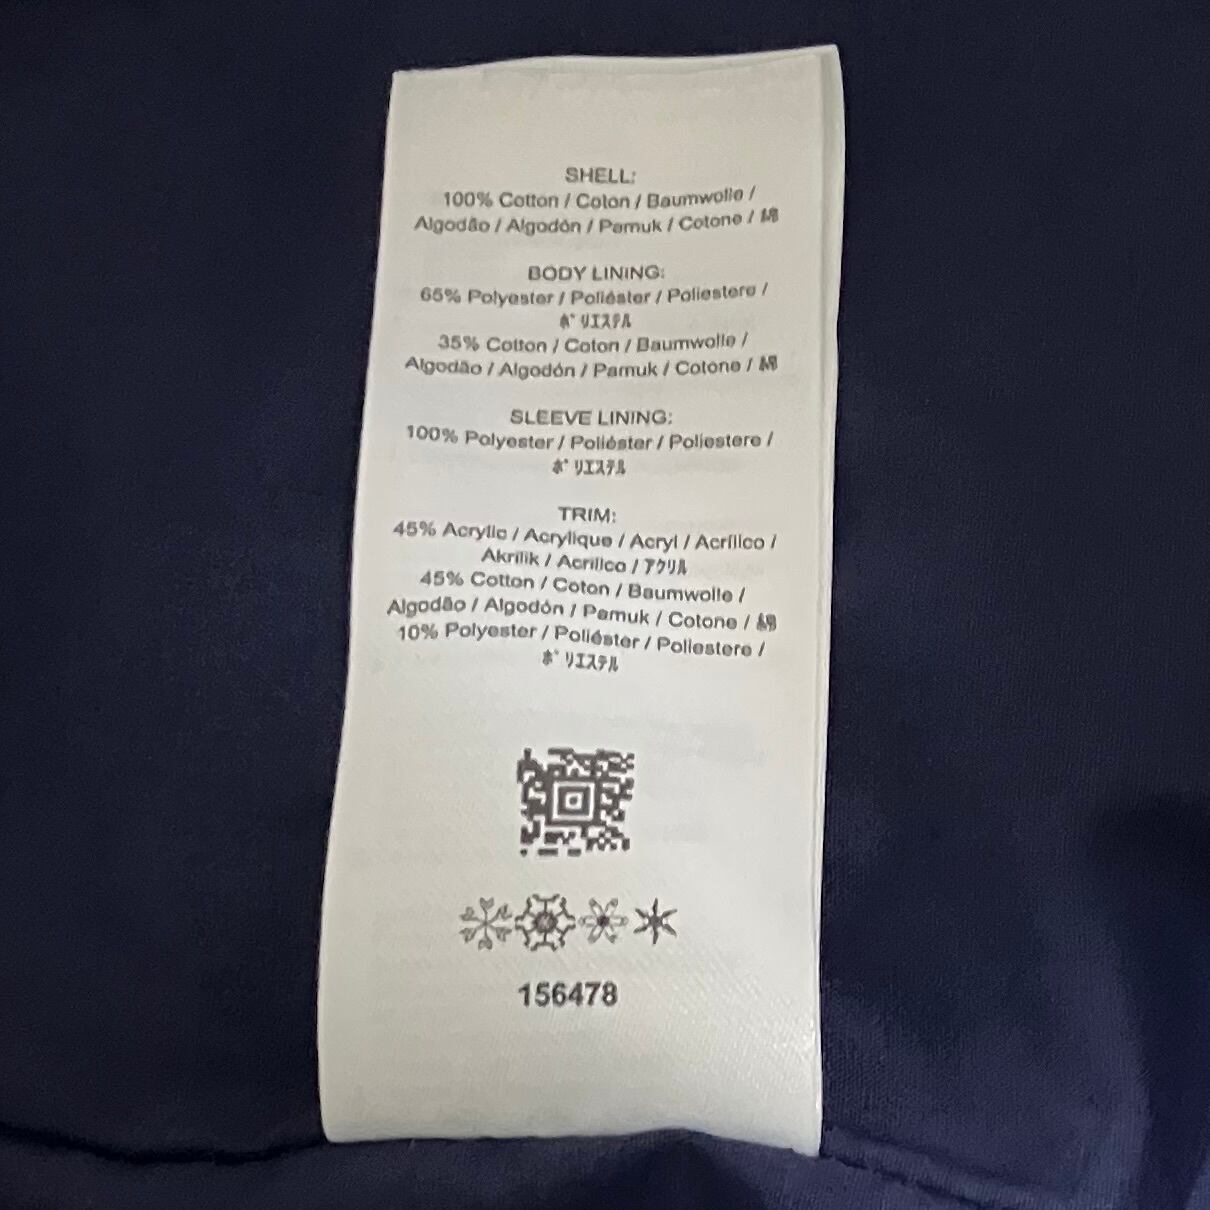 SHELL:
100% Cotton / Coton / Baumwolle /
Algodão / Algodón / Pamuk / Cotone / 綿
BODY LINING:
65% Polyester / Poliéster / Poliestere /
ポリエステル
35% Cotton / Coton / Baumwolle /
Algodão / Algodón / Pamuk / Cotone / 綿
SLEEVE LINING:
100% Polyester / Poliéster / Poliestere /
ポリエステル
TRIM:
45% Acrylic / Acrylique / Acryl / Acrílico /
Akrilik / Acrilico / アクリル
45% Cotton / Coton / Baumwolle /
Algodão / Algodón / Pamuk / Cotone / 綿
10% Polyester / Poliéster / Poliestere /
ポリエステル
156478